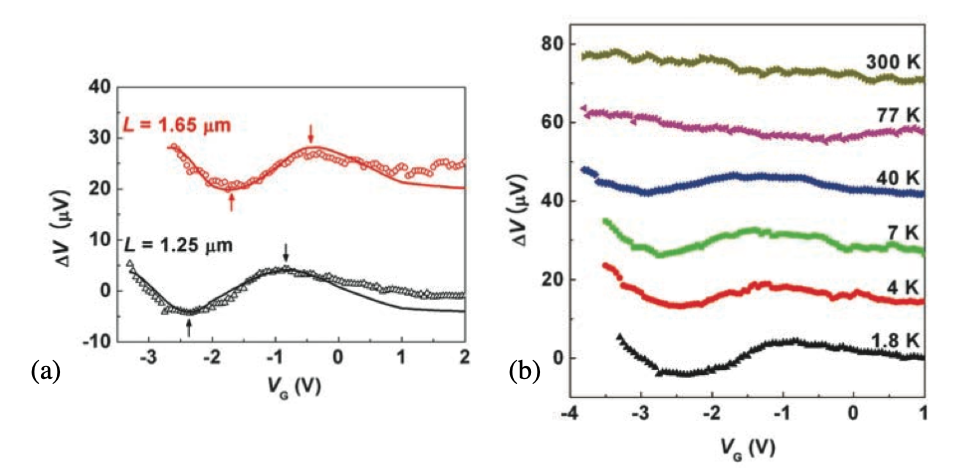 (a)
ΔV (μV)
40
30
20
10
0
-10
L = 1.65 μm
L = 1.25 μm
-3 -2 -1 0 1 2
V_G (V)
(b)
ΔV (μV)
80
60
40
20
0
300 K
77 K
40 K
7 K
4 K
1.8 K
-4 -3 -2 -1 0 1
V_G (V)